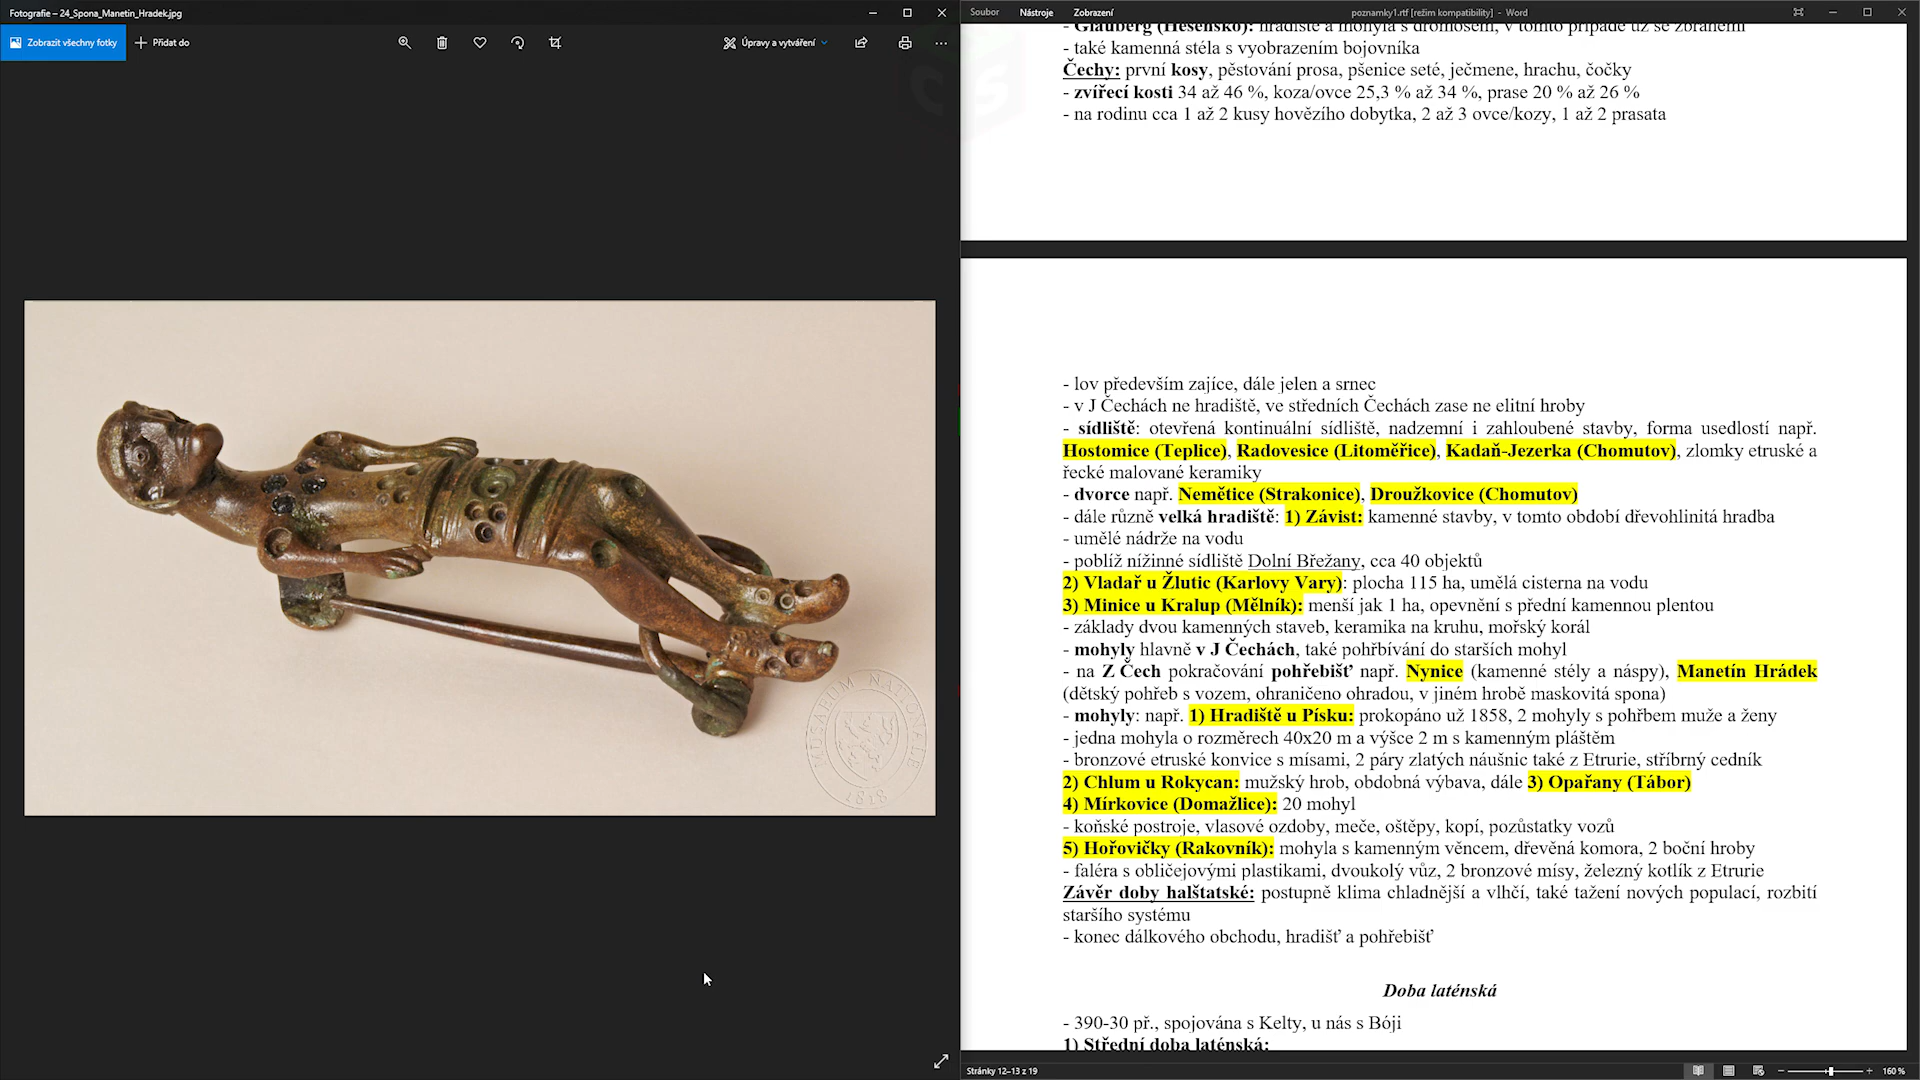 Fotografie – 24_Spona_Manetin_Hradek.jpg
Zobrazit všechny fotky
Přidat do
Úpravy a vytváření
MUSAEUM NATIONALE
1818
Soubor Nástroje Zobrazení
poznamky1.rtf [režim kompatibility] - Word
- Glauberg (Hesensko): hradiště a mohyla s dromosem, v tomto případě už se zbraněmi
- také kamenná stéla s vyobrazením bojovníka
Čechy: první kosy, pěstování prosa, pšenice seté, ječmene, hrachu, čočky
- zvířecí kosti 34 až 46 %, koza/ovce 25,3 % až 34 %, prase 20 % až 26 %
- na rodinu cca 1 až 2 kusy hovězího dobytka, 2 až 3 ovce/kozy, 1 až 2 prasata
- lov především zajíce, dále jelen a srnec
- v J Čechách ne hradiště, ve středních Čechách zase ne elitní hroby
- sídliště: otevřená kontinuální sídliště, nadzemní i zahloubené stavby, forma usedlostí např.
Hostomice (Teplice), Radovesice (Litoměřice), Kadaň-Jezerka (Chomutov), zlomky etruské a
řecké malované keramiky
- dvorce např. Nemětice (Strakonice), Droužkovice (Chomutov)
- dále různě velká hradiště: 1) Závist: kamenné stavby, v tomto období dřevohlinitá hradba
- umělé nádrže na vodu
- poblíž nížinné sídliště Dolní Břežany, cca 40 objektů
2) Vladař u Žlutic (Karlovy Vary): plocha 115 ha, umělá cisterna na vodu
3) Minice u Kralup (Mělník): menší jak 1 ha, opevnění s přední kamennou plentou
- základy dvou kamenných staveb, keramika na kruhu, mořský korál
- mohyly hlavně v J Čechách, také pohřbívání do starších mohyl
- na Z Čech pokračování pohřebišť např. Nynice (kamenné stély a náspy), Manetín Hrádek
(dětský pohřeb s vozem, ohraničeno ohradou, v jiném hrobě maskovitá spona)
- mohyly: např. 1) Hradiště u Písku: prokopáno už 1858, 2 mohyly s pohřbem muže a ženy
- jedna mohyla o rozměrech 40x20 m a výšce 2 m s kamenným pláštěm
- bronzové etruské konvice s mísami, 2 páry zlatých náušnic také z Etrurie, stříbrný cedník
2) Chlum u Rokycan: mužský hrob, obdobná výbava, dále 3) Opařany (Tábor)
4) Mírkovice (Domažlice): 20 mohyl
- koňské postroje, vlasové ozdoby, meče, oštěpy, kopí, pozůstatky vozů
5) Hořovičky (Rakovník): mohyla s kamenným věncem, dřevěná komora, 2 boční hroby
- faléra s obličejovými plastikami, dvoukolý vůz, 2 bronzové mísy, železný kotlík z Etrurie
Závěr doby halštatské: postupně klima chladnější a vlhčí, také tažení nových populací, rozbití
staršího systému
- konec dálkového obchodu, hradišť a pohřebišť
Doba laténská
- 390-30 př., spojována s Kelty, u nás s Bóji
1) Střední doba laténská:
Stránky 12–13 z 19
160 %